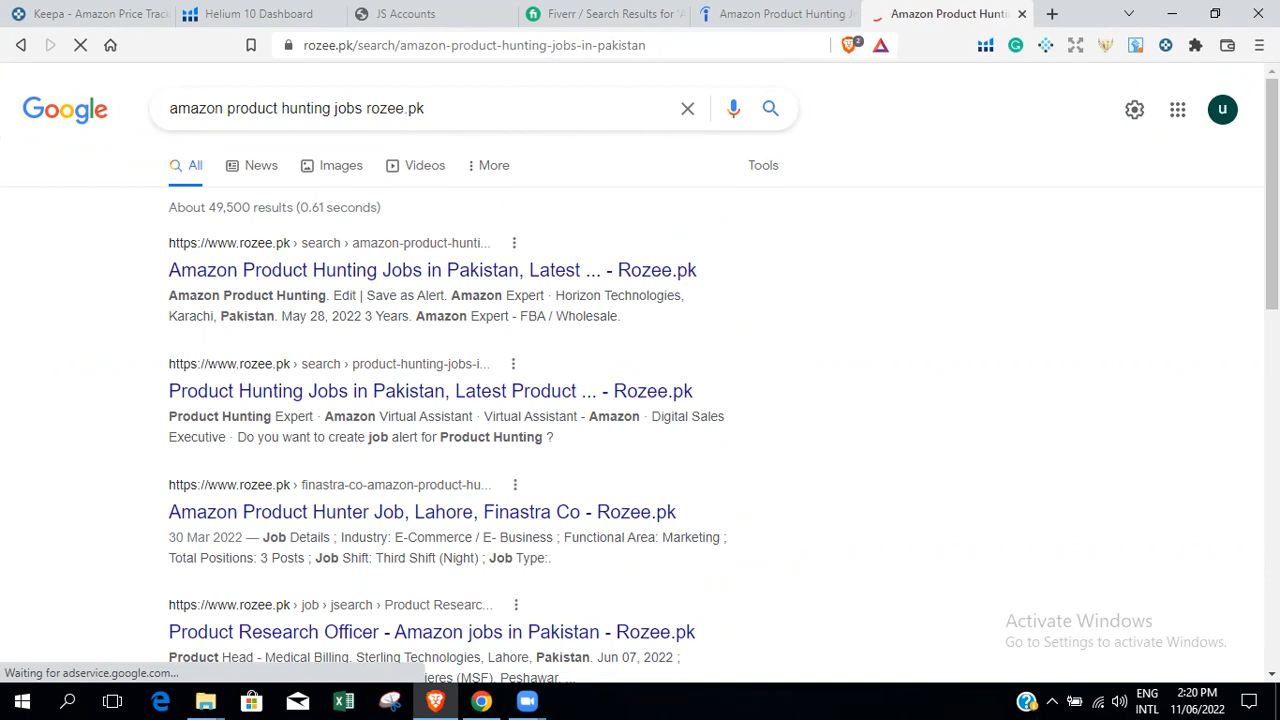 Keepa - Amazon Price Track
Helium 10 Dashboard
JS Accounts
Fiverr / Search Results for 'A
Amazon Product Hunting J
Amazon Product Hunti
rozee.pk/search/amazon-product-hunting-jobs-in-pakistan
2
Google
amazon product hunting jobs rozee.pk
u
All
News
Images
Videos
More
Tools
About 49,500 results (0.61 seconds)
https://www.rozee.pk › search › amazon-product-hunti...
Amazon Product Hunting Jobs in Pakistan, Latest ... - Rozee.pk
Amazon Product Hunting. Edit | Save as Alert. Amazon Expert · Horizon Technologies,
Karachi, Pakistan. May 28, 2022 3 Years. Amazon Expert - FBA / Wholesale.
https://www.rozee.pk › search › product-hunting-jobs-i...
Product Hunting Jobs in Pakistan, Latest Product ... - Rozee.pk
Product Hunting Expert · Amazon Virtual Assistant · Virtual Assistant - Amazon · Digital Sales
Executive · Do you want to create job alert for Product Hunting ?
https://www.rozee.pk › finastra-co-amazon-product-hu...
Amazon Product Hunter Job, Lahore, Finastra Co - Rozee.pk
30 Mar 2022 — Job Details ; Industry: E-Commerce / E- Business ; Functional Area: Marketing ;
Total Positions: 3 Posts ; Job Shift: Third Shift (Night) ; Job Type:.
https://www.rozee.pk › job › jsearch › Product Researc...
Product Research Officer - Amazon jobs in Pakistan - Rozee.pk
Product Head - Medical Billing. Sterling Technologies, Lahore, Pakistan. Jun 07, 2022 ;
ieres (MSF), Peshawar, ...
Activate Windows
Go to Settings to activate Windows.
Waiting for adservice.google.com...
ENG
INTL
2:20 PM
11/06/2022